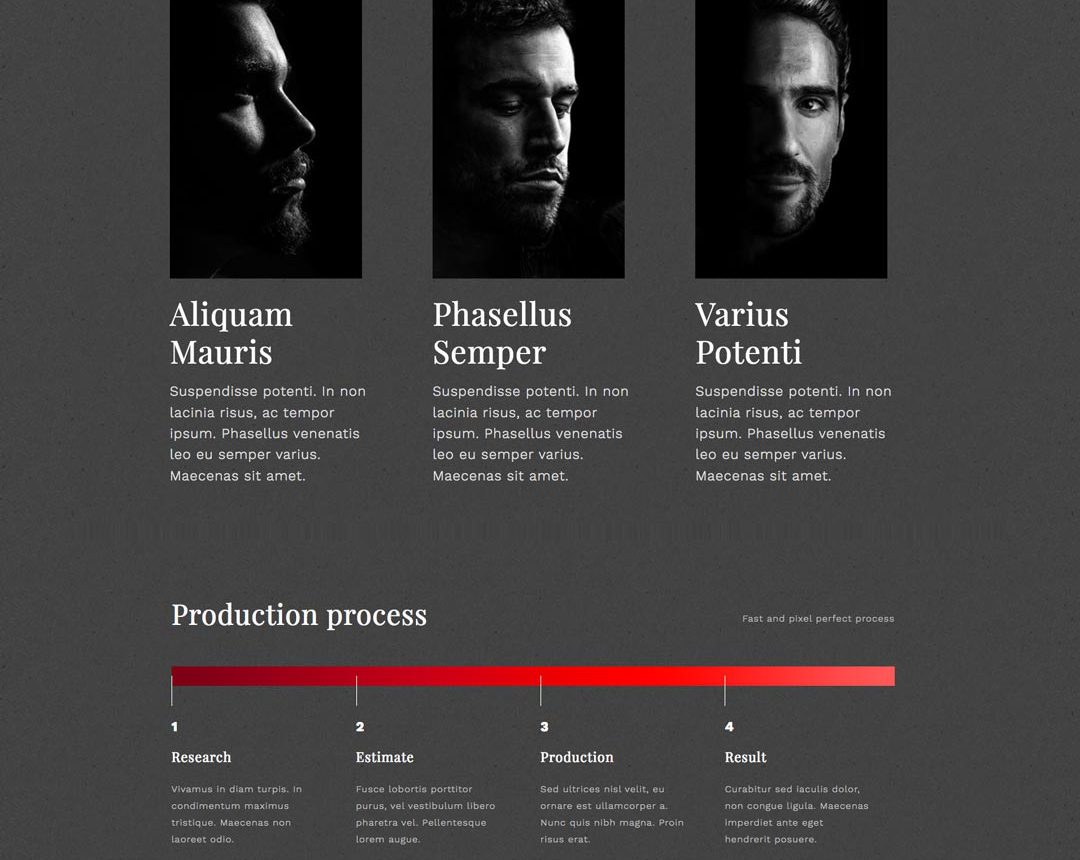 Aliquam
Mauris
Suspendisse potenti. In non
lacinia risus, ac tempor
ipsum. Phasellus venenatis
leo eu semper varius.
Maecenas sit amet.
Phasellus
Semper
Suspendisse potenti. In non
lacinia risus, ac tempor
ipsum. Phasellus venenatis
leo eu semper varius.
Maecenas sit amet.
Varius
Potenti
Suspendisse potenti. In non
lacinia risus, ac tempor
ipsum. Phasellus venenatis
leo eu semper varius.
Maecenas sit amet.
Production process
Fast and pixel perfect process
1
Research
Vivamus in diam turpis. In
condimentum maximus
tristique. Maecenas non
laoreet odio.
2
Estimate
Fusce lobortis porttitor
purus, vel vestibulum libero
pharetra vel. Pellentesque
lorem augue.
3
Production
Sed ultrices nisl velit, eu
ornare est ullamcorper a.
Nunc quis nibh magna. Proin
risus erat.
4
Result
Curabitur sed iaculis dolor,
non congue ligula. Maecenas
imperdiet ante eget
hendrerit posuere.